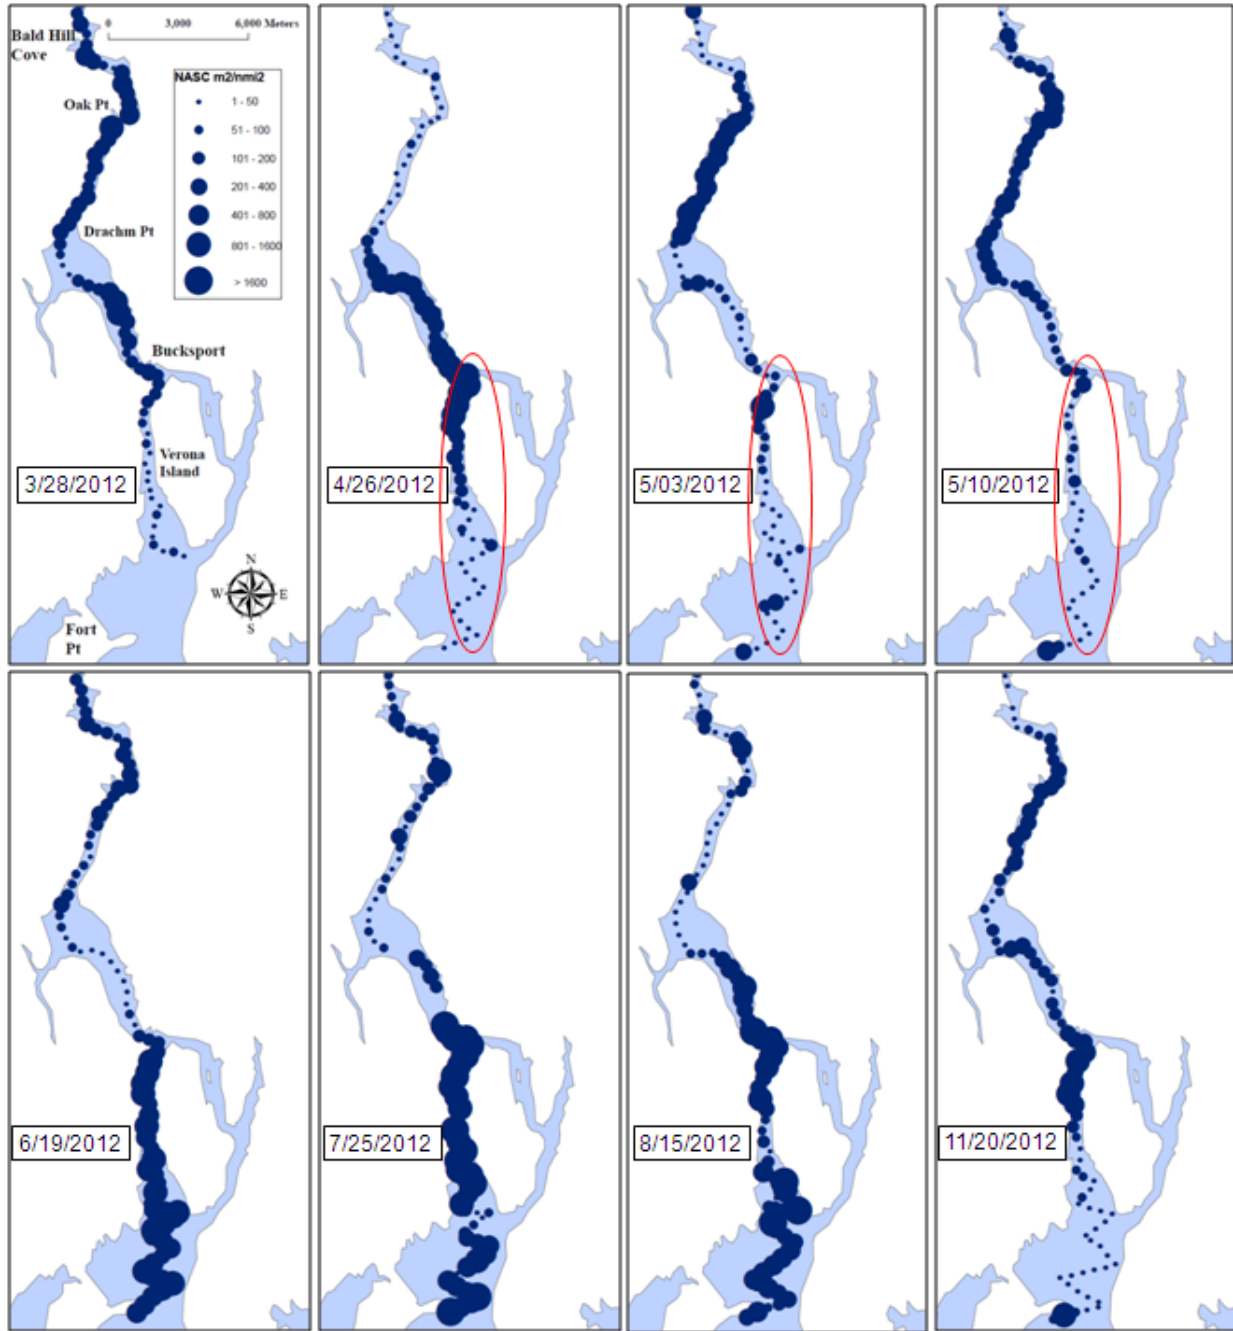 0 3,000 6,000 Meters
Bald Hill
Cove
NASC m2/nmi2
1 - 50
Oak Pt
51 - 100
101 - 200
201 - 400
401 - 800
Drachm Pt
801 - 1600
> 1600
Bucksport
Verona
Island
3/28/2012
4/26/2012
5/03/2012
5/10/2012
N
W E
S
Fort
Pt
6/19/2012
7/25/2012
8/15/2012
11/20/2012